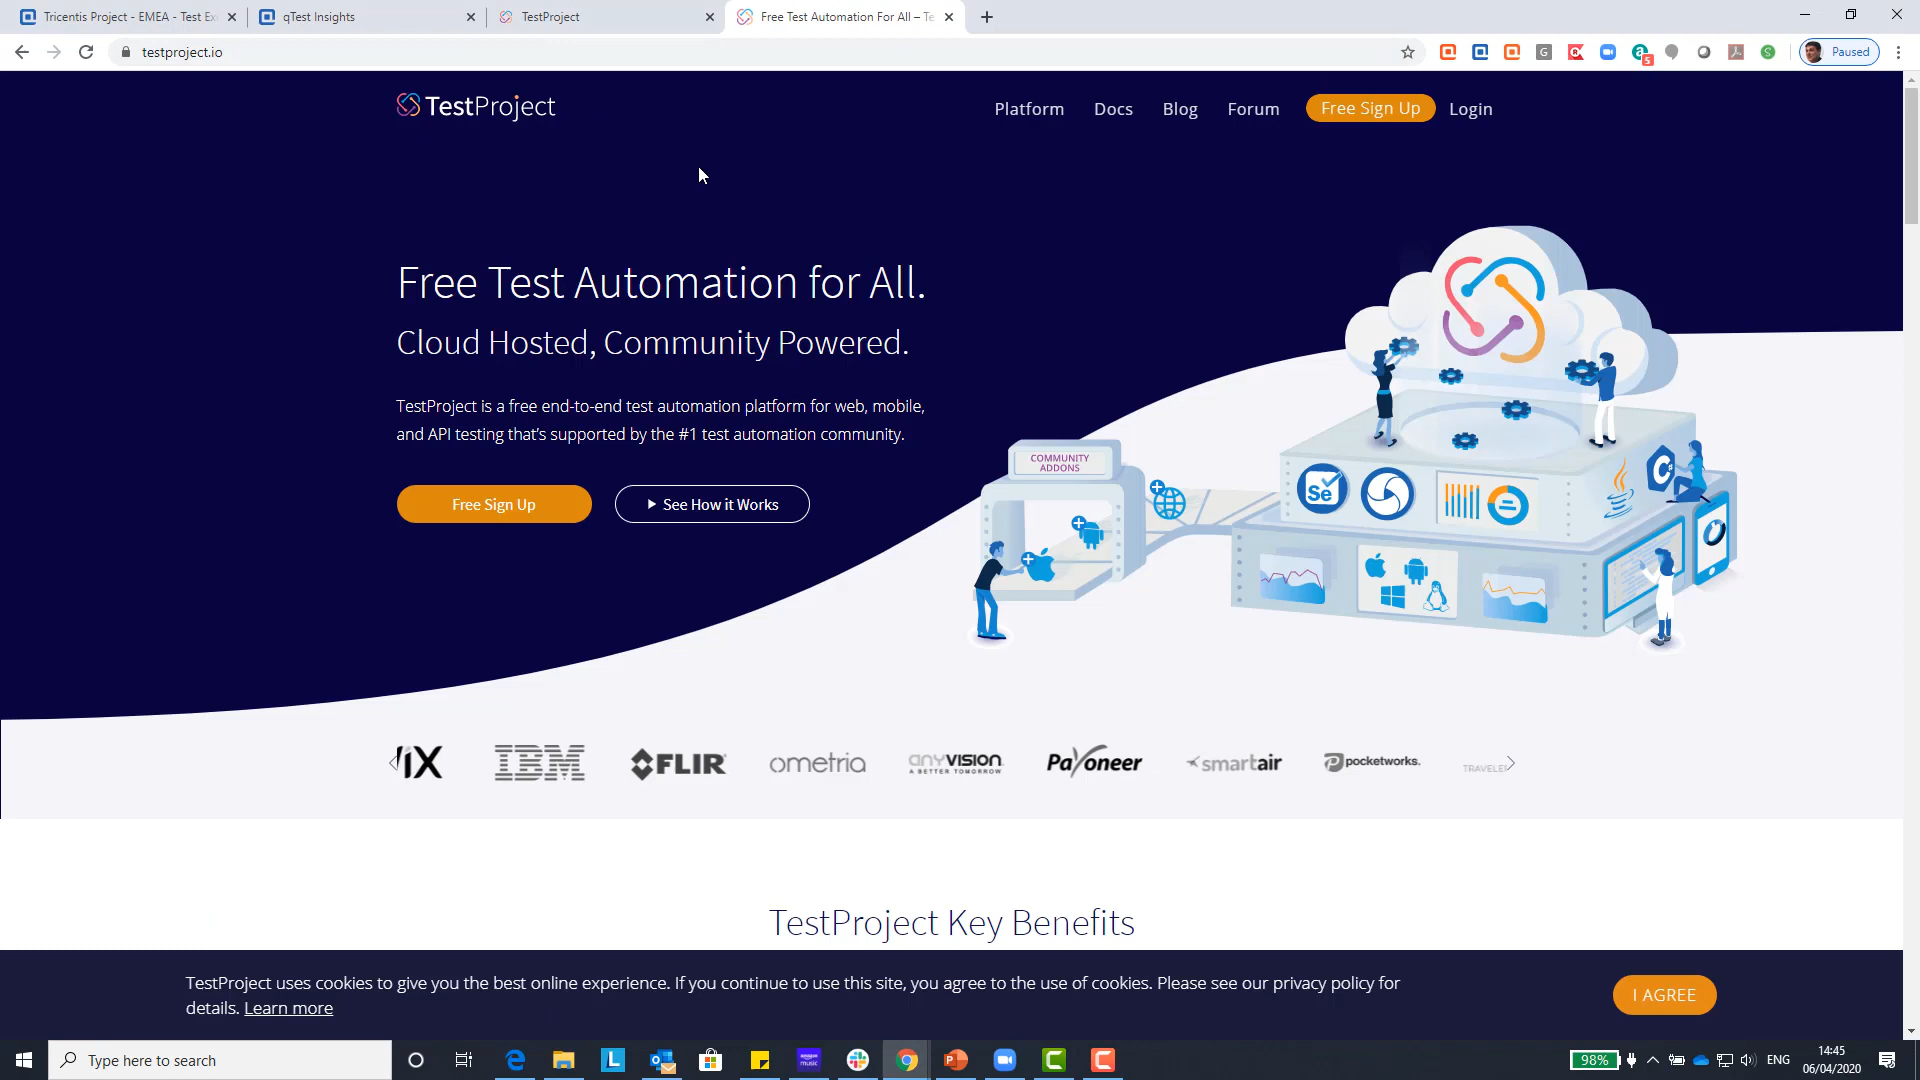 Tricentis Project - EMEA - Test Ex
qTest Insights
TestProject
Free Test Automation For All – Te
testproject.io
5
Paused
TestProject
Platform
Docs
Blog
Forum
Free Sign Up
Login
Free Test Automation for All.
Cloud Hosted, Community Powered.
TestProject is a free end-to-end test automation platform for web, mobile,
and API testing that's supported by the #1 test automation community.
Free Sign Up
See How it Works
COMMUNITY
ADDONS
Se
C
IX
IBM
FLIR
ometria
anyVISION
A BETTER TOMORROW
Payoneer
smartair
pocketworks.
TRAVELE
TestProject Key Benefits
TestProject uses cookies to give you the best online experience. If you continue to use this site, you agree to the use of cookies. Please see our privacy policy for
details. Learn more
I AGREE
Type here to search
98%
ENG
14:45
06/04/2020